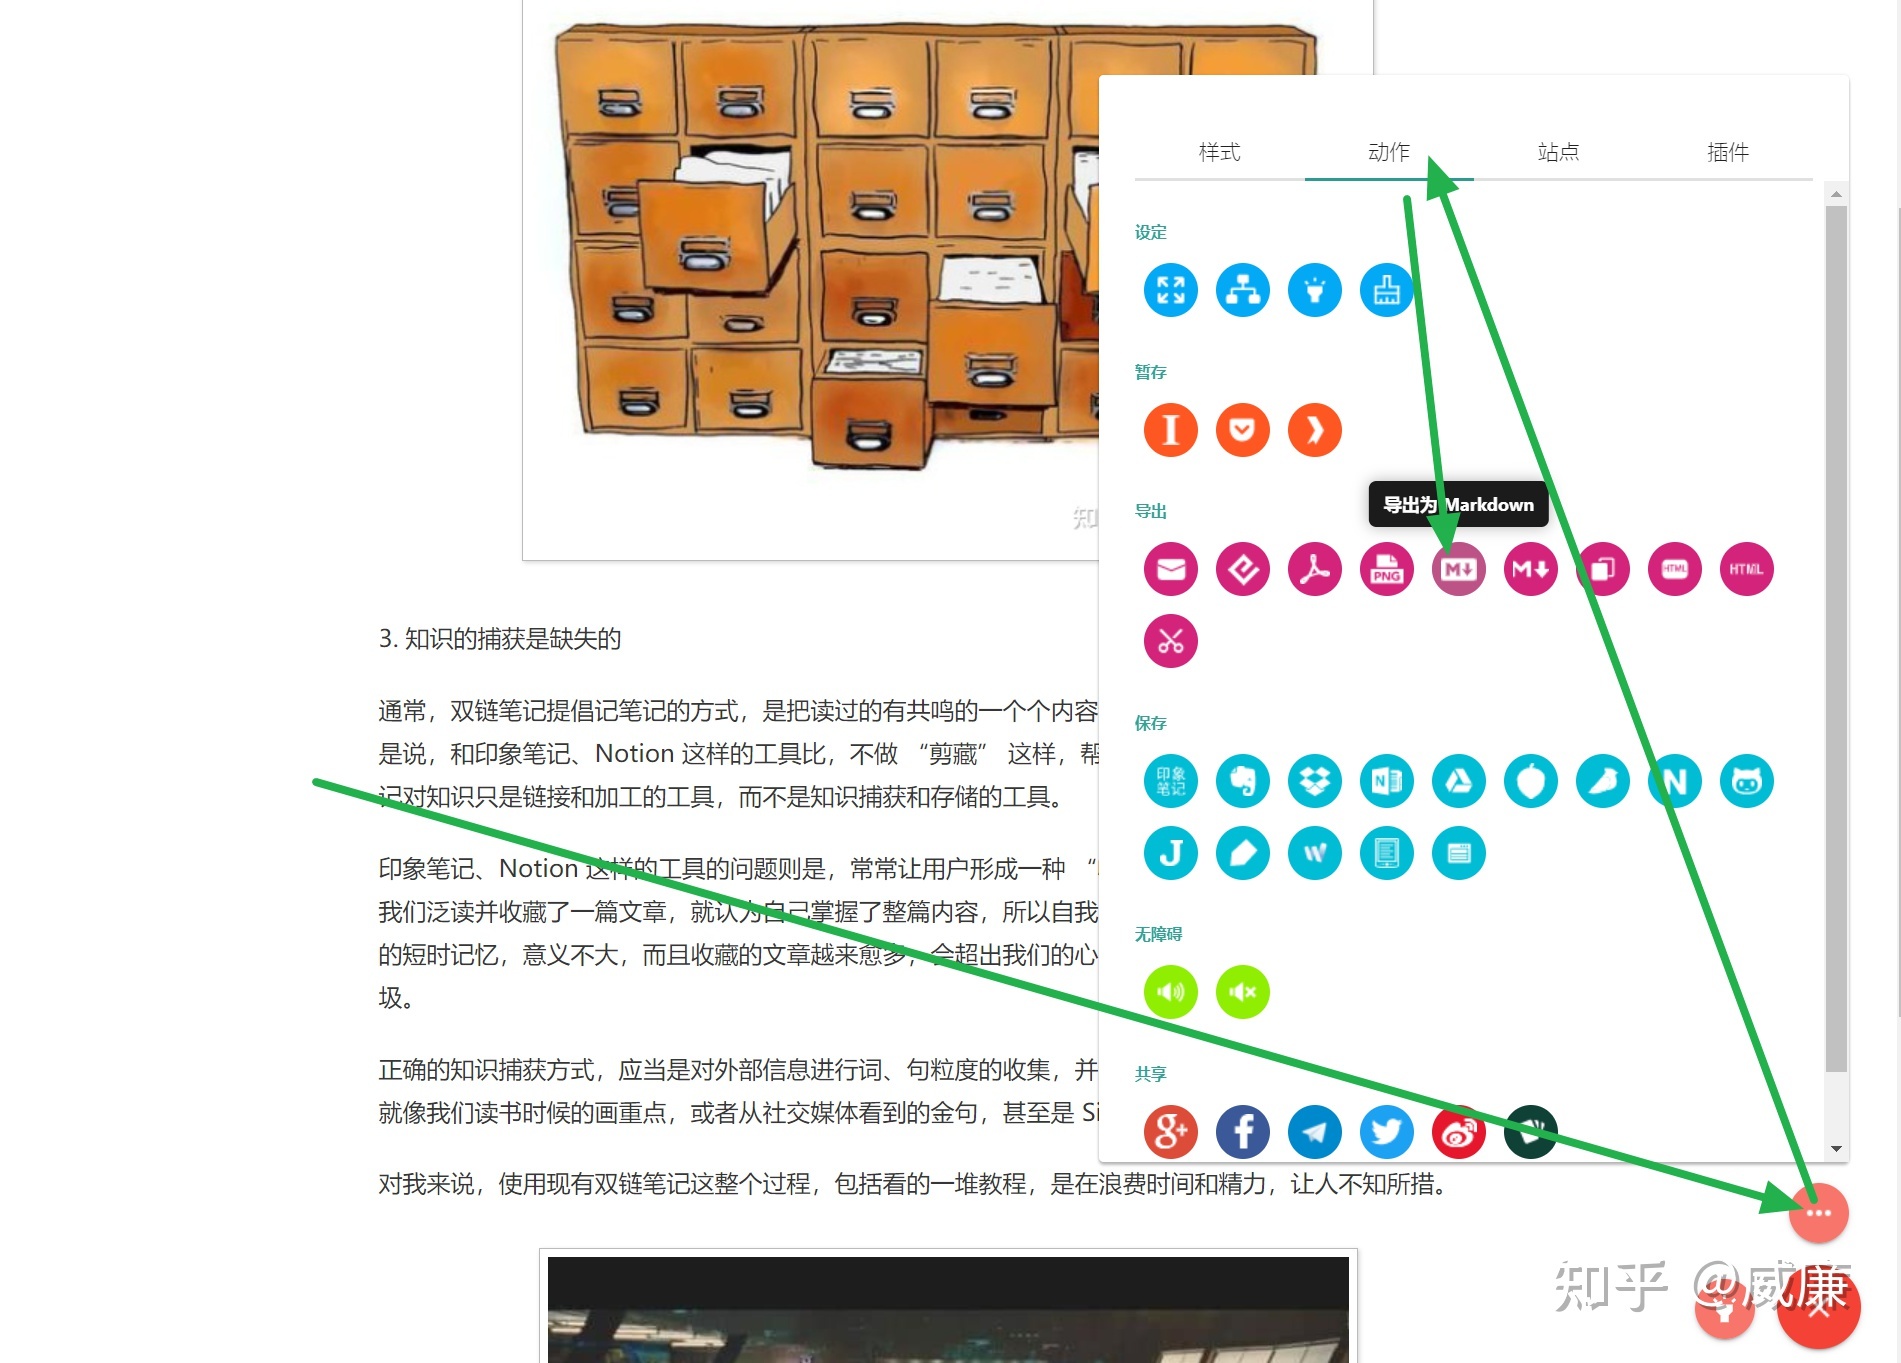 样式 动作 站点 插件
设定
暂存
导出为 Markdown
导出
PNG
M
M
HTML
HTML
3. 知识的捕获是缺失的
通常，双链笔记提倡记笔记的方式，是把读过的有共鸣的一个个内容
是说，和印象笔记、Notion 这样的工具比，不做 “剪藏” 这样，帮
记对知识只是链接和加工的工具，而不是知识捕获和存储的工具。
保存
印象
笔记
N
N
J
印象笔记、Notion 这样的工具的问题则是，常常让用户形成一种 “
我们泛读并收藏了一篇文章，就认为自己掌握了整篇内容，所以自我
的短时记忆，意义不大，而且收藏的文章越来愈多，会超出我们的心
圾。
无障碍
正确的知识捕获方式，应当是对外部信息进行词、句粒度的收集，并
就像我们读书时候的画重点，或者从社交媒体看到的金句，甚至是 Si
共享
g+ f
对我来说，使用现有双链笔记这整个过程，包括看的一堆教程，是在浪费时间和精力，让人不知所措。
知乎 @威廉